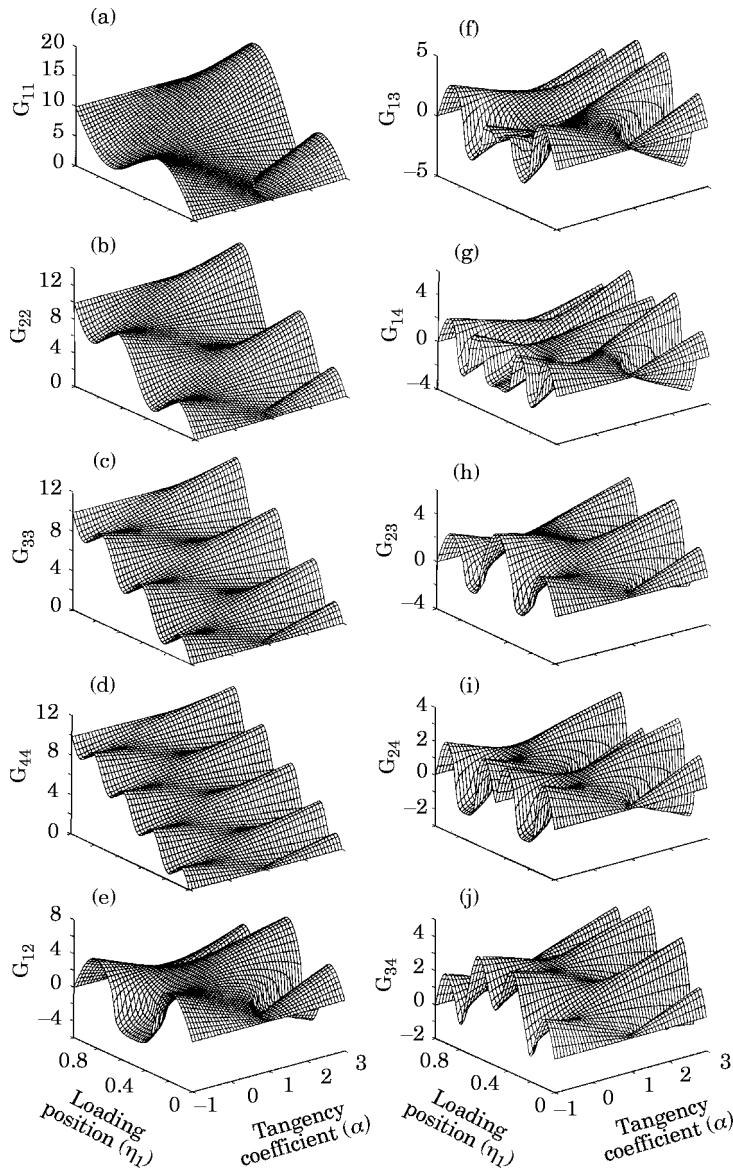 (a)
20
15
10
5
0
G11
(b)
12
8
4
0
G22
(c)
12
8
4
0
G33
(d)
12
8
4
0
G44
(e)
8
4
0
−4
G12
0.8
0.4
0
−1
0
1
2
3
Loading
position (η1)
Tangency
coefficient (α)
(f)
5
0
−5
G13
(g)
4
2
0
−4
G14
(h)
4
2
0
−4
G23
(i)
4
2
0
−2
G24
(j)
4
2
0
−2
G34
0.8
0.4
0
−1
0
1
2
3
Loading
position (η1)
Tangency
coefficient (α)